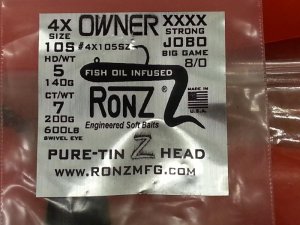 4X OWNER XXXX
SIZE #4X105SZ STRONG
10S JOBO
HD/WT BIG GAME
5 8/0
140g FISH OIL INFUSED
CT/WT RONZ MADE IN
7 U.S.A.
200g Engineered Soft Baits
600LB
SWIVEL EYE
PURE-TIN Z HEAD
WWW.RONZMFG.COM